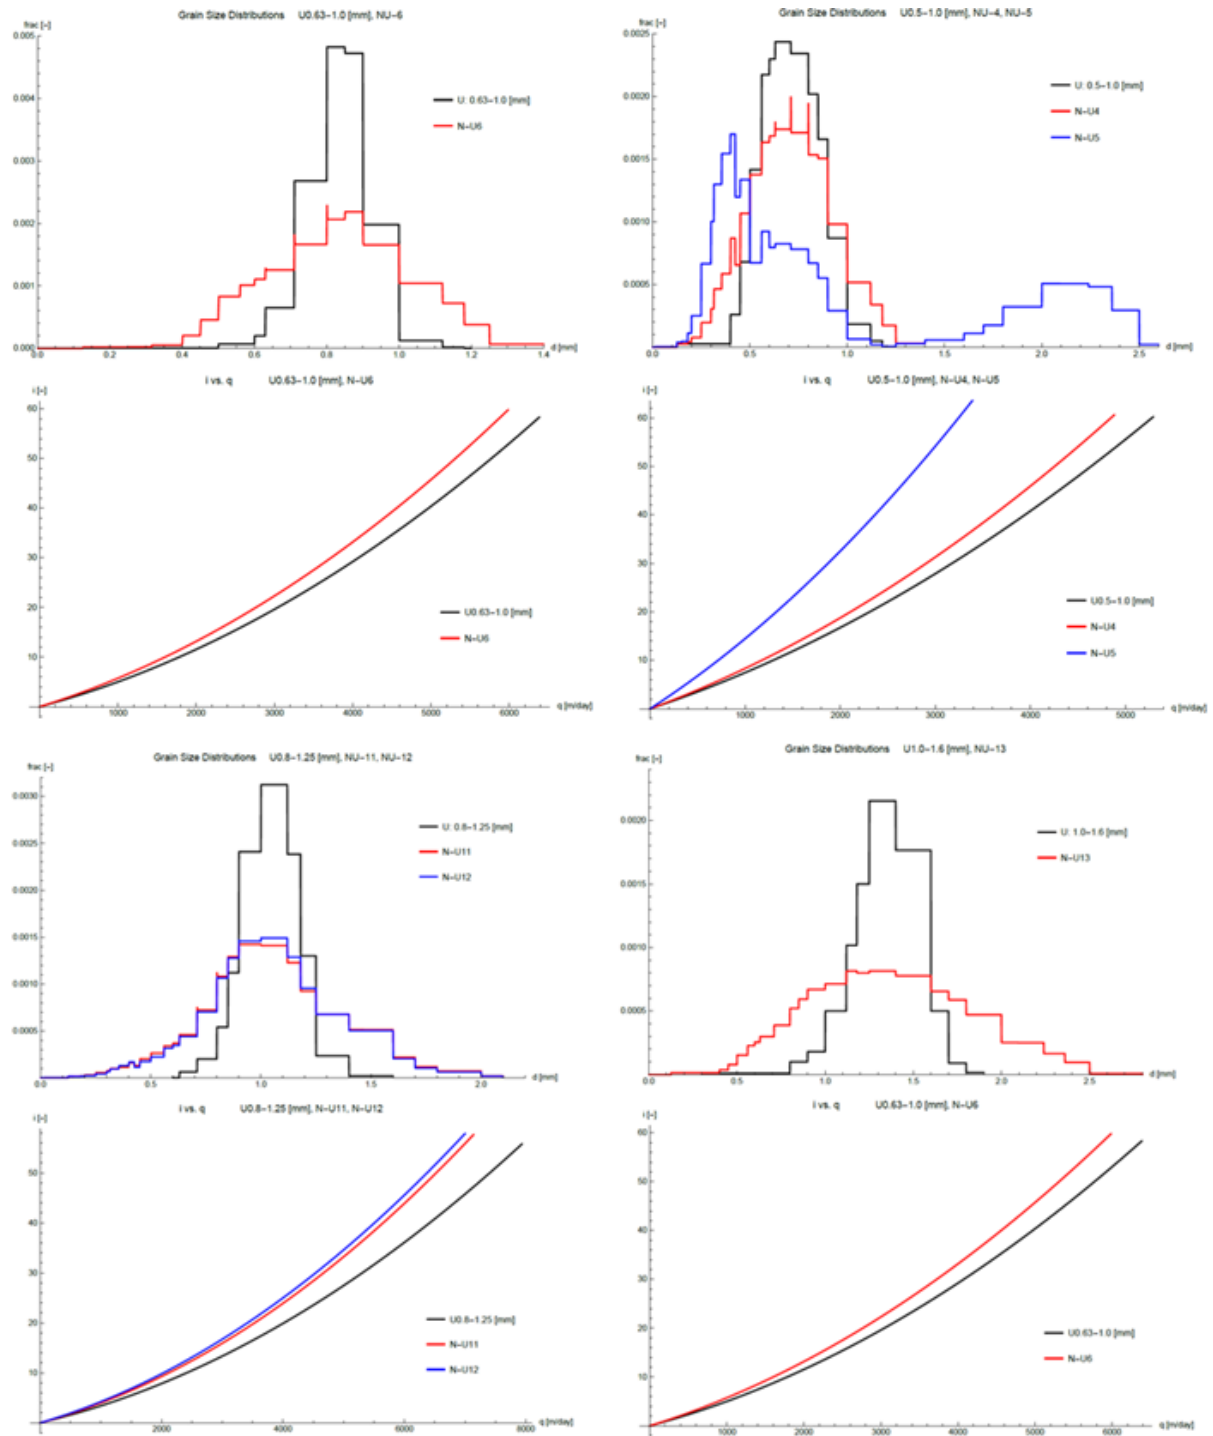 Grain Size Distributions U0.63-1.0 [mm], NU-6
frac [-]
0.005
0.004
0.003
0.002
0.001
0.000
0.0 0.2 0.4 0.6 0.8 1.0 1.2 1.4
d [mm]
U: 0.63-1.0 [mm]
N-U6
Grain Size Distributions U0.5-1.0 [mm], NU-4, NU-5
frac [-]
0.0025
0.0020
0.0015
0.0010
0.0005
0.0 0.5 1.0 1.5 2.0 2.5
d [mm]
U: 0.5-1.0 [mm]
N-U4
N-U5
i vs. q U0.63-1.0 [mm], N-U6
i [-]
60
50
40
30
20
10
1000 2000 3000 4000 5000 6000
q [m/day]
U0.63-1.0 [mm]
N-U6
i vs. q U0.5-1.0 [mm], N-U4, N-U5
i [-]
60
50
40
30
20
10
1000 2000 3000 4000 5000
q [m/day]
U0.5-1.0 [mm]
N-U4
N-U5
Grain Size Distributions U0.8-1.25 [mm], NU-11, NU-12
frac [-]
0.0030
0.0025
0.0020
0.0015
0.0010
0.0005
0.0 0.5 1.0 1.5 2.0
d [mm]
U: 0.8-1.25 [mm]
N-U11
N-U12
Grain Size Distributions U1.0-1.6 [mm], NU-13
frac [-]
0.0020
0.0015
0.0010
0.0005
0.0 0.5 1.0 1.5 2.0 2.5
d [mm]
U: 1.0-1.6 [mm]
N-U13
i vs. q U0.8-1.25 [mm], N-U11, N-U12
i [-]
50
40
30
20
10
2000 4000 6000 8000
q [m/day]
U0.8-1.25 [mm]
N-U11
N-U12
i vs. q U0.63-1.0 [mm], N-U6
i [-]
60
50
40
30
20
10
1000 2000 3000 4000 5000 6000
q [m/day]
U0.63-1.0 [mm]
N-U6